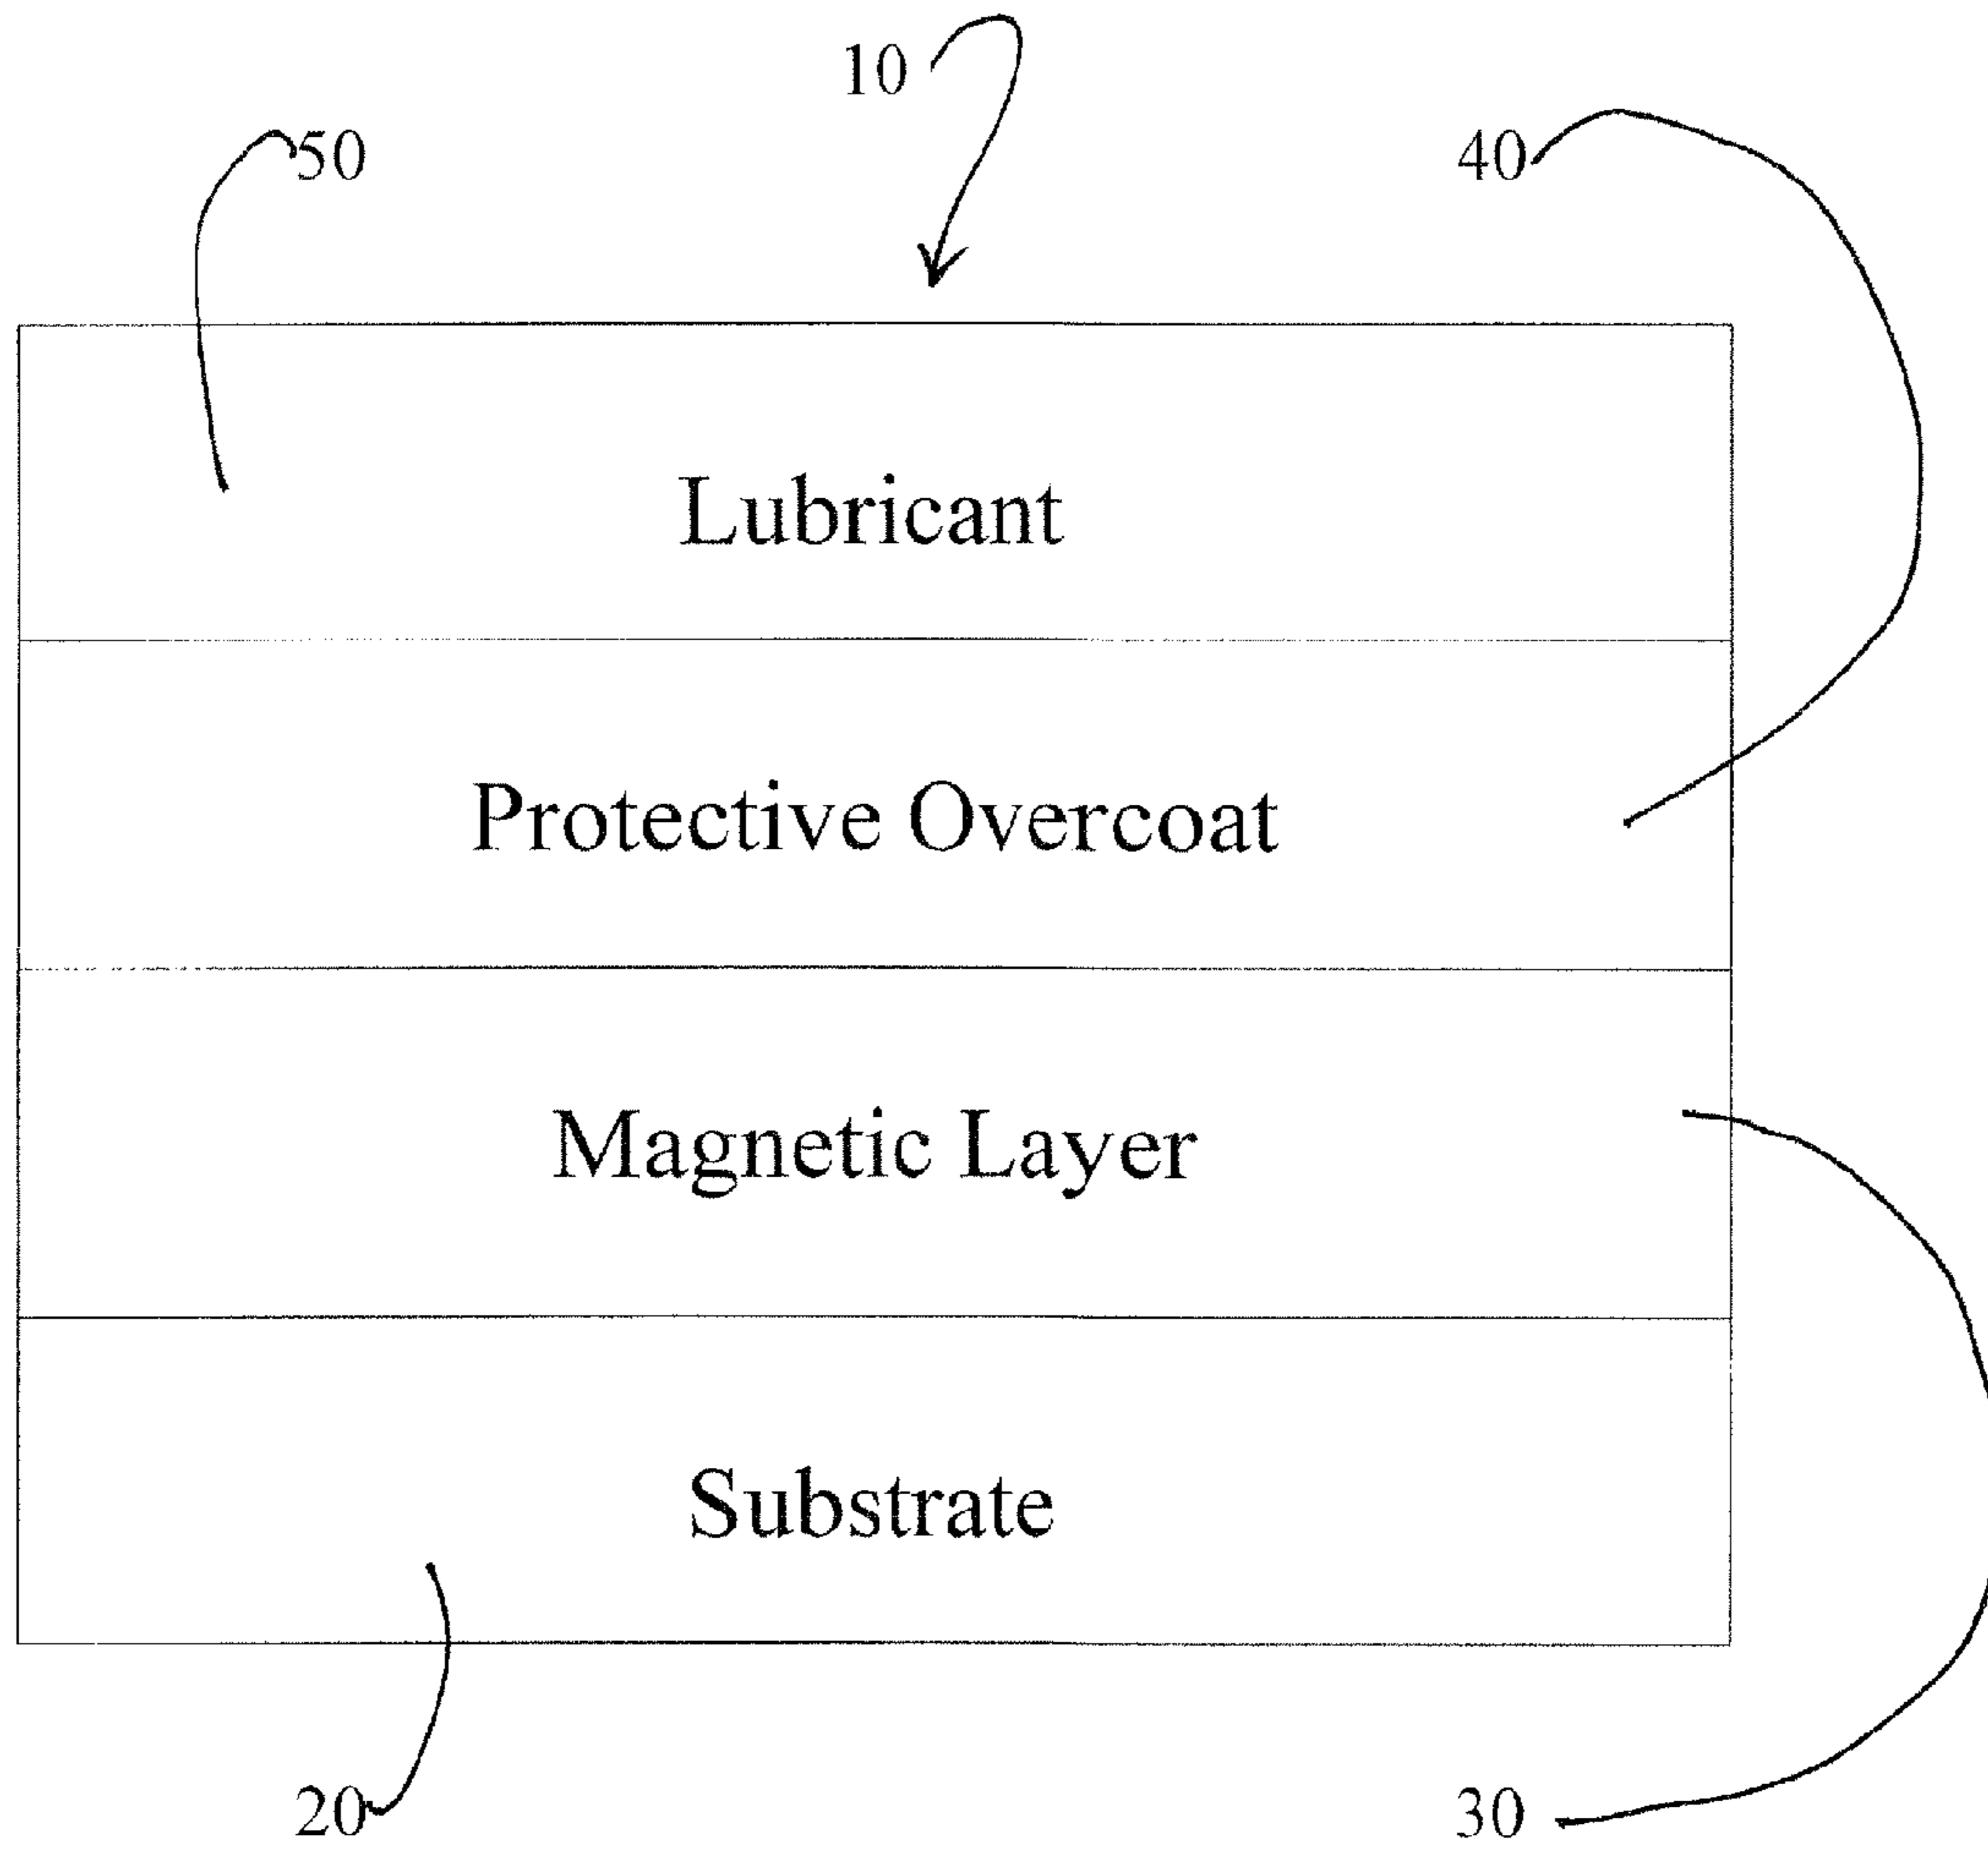 10
50
40
Lubricant
Protective Overcoat
Magnetic Layer
Substrate
20
30